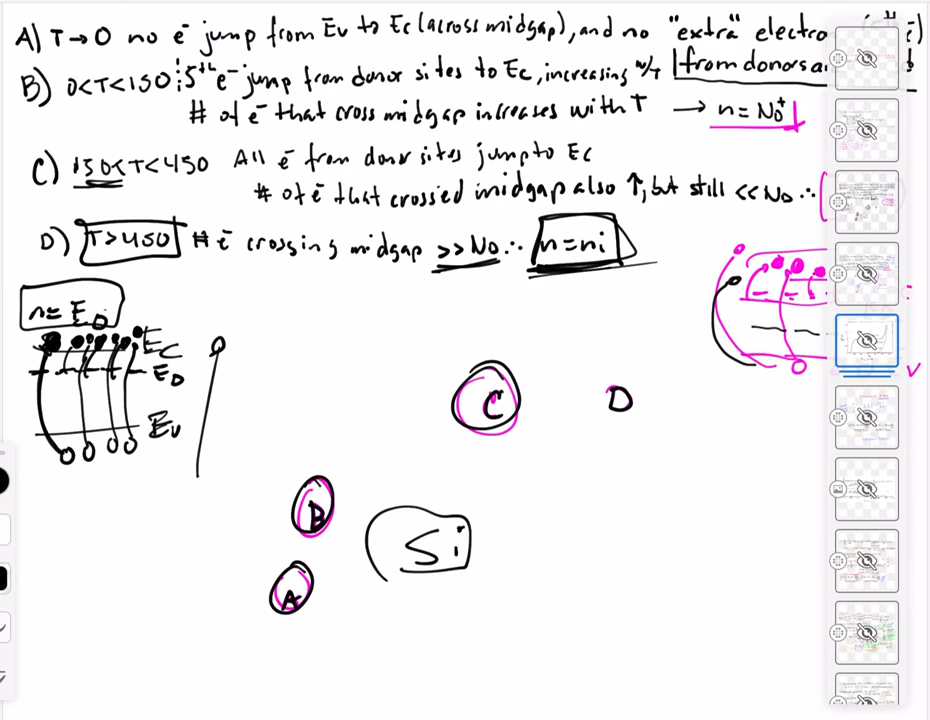 A) T→0 no e⁻ jump from Ev to Ec (across midgap), and no "extra" electro
B) 0<T<150: 5th e⁻ jump from donor sites to Ec, increasing w/T from donors a
# of e⁻ that cross midgap increases with T → n=ND⁺
C) 150<T<450 All e⁻ from donor sites jump to Ec
# of e⁻ that crossed midgap also ↑, but still << ND ∴
D) T>450 # e⁻ crossing midgap >> ND ∴ n=ni
n= ED
Ec
ED
Ev
C
D
B
Si
A
v